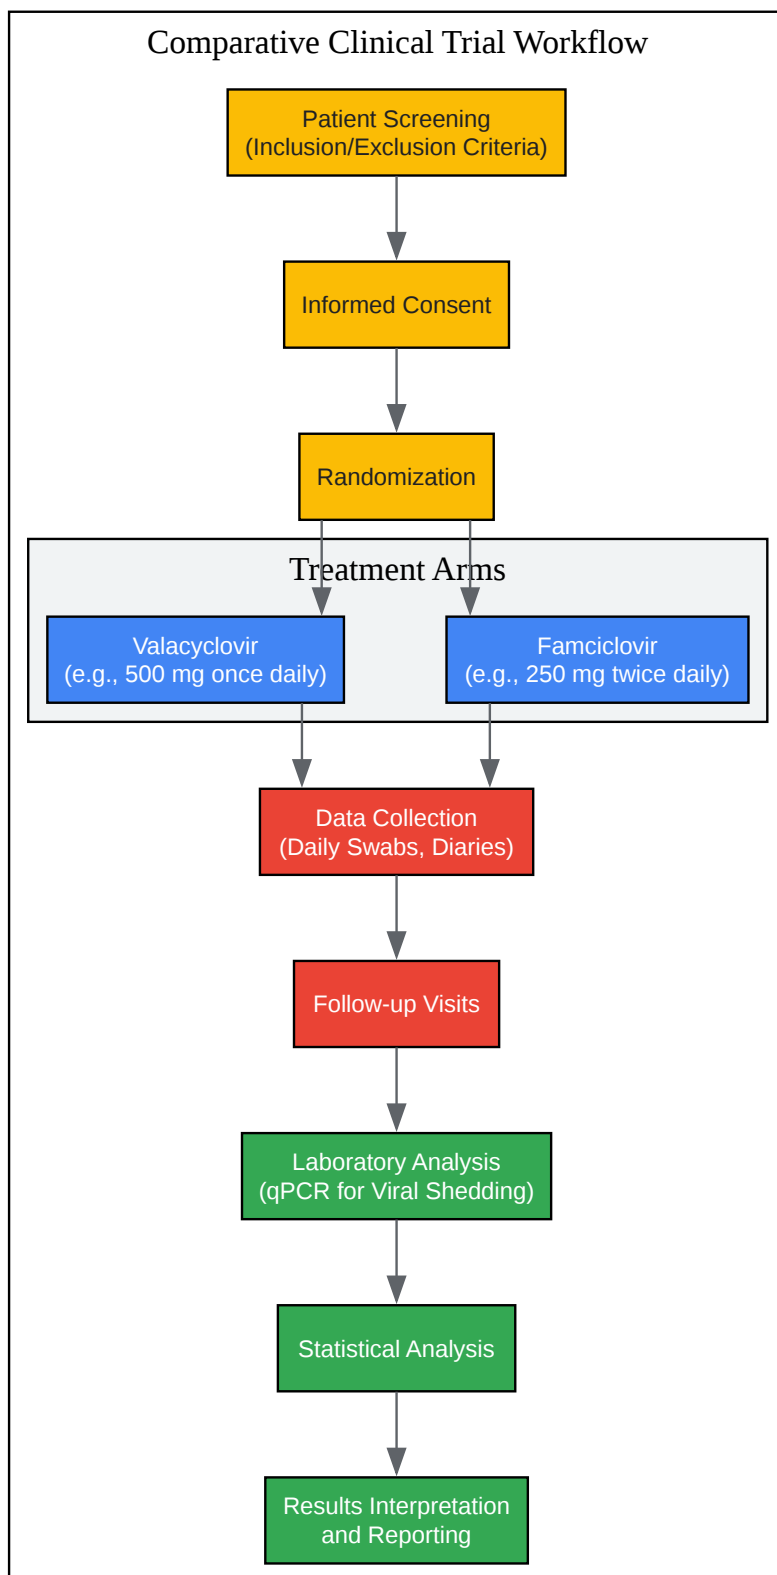 Comparative Clinical Trial Workflow
Patient Screening
(Inclusion/Exclusion Criteria)
Informed Consent
Randomization
Treatment Arms
Valacyclovir
(e.g., 500 mg once daily)
Famciclovir
(e.g., 250 mg twice daily)
Data Collection
(Daily Swabs, Diaries)
Follow-up Visits
Laboratory Analysis
(qPCR for Viral Shedding)
Statistical Analysis
Results Interpretation
and Reporting